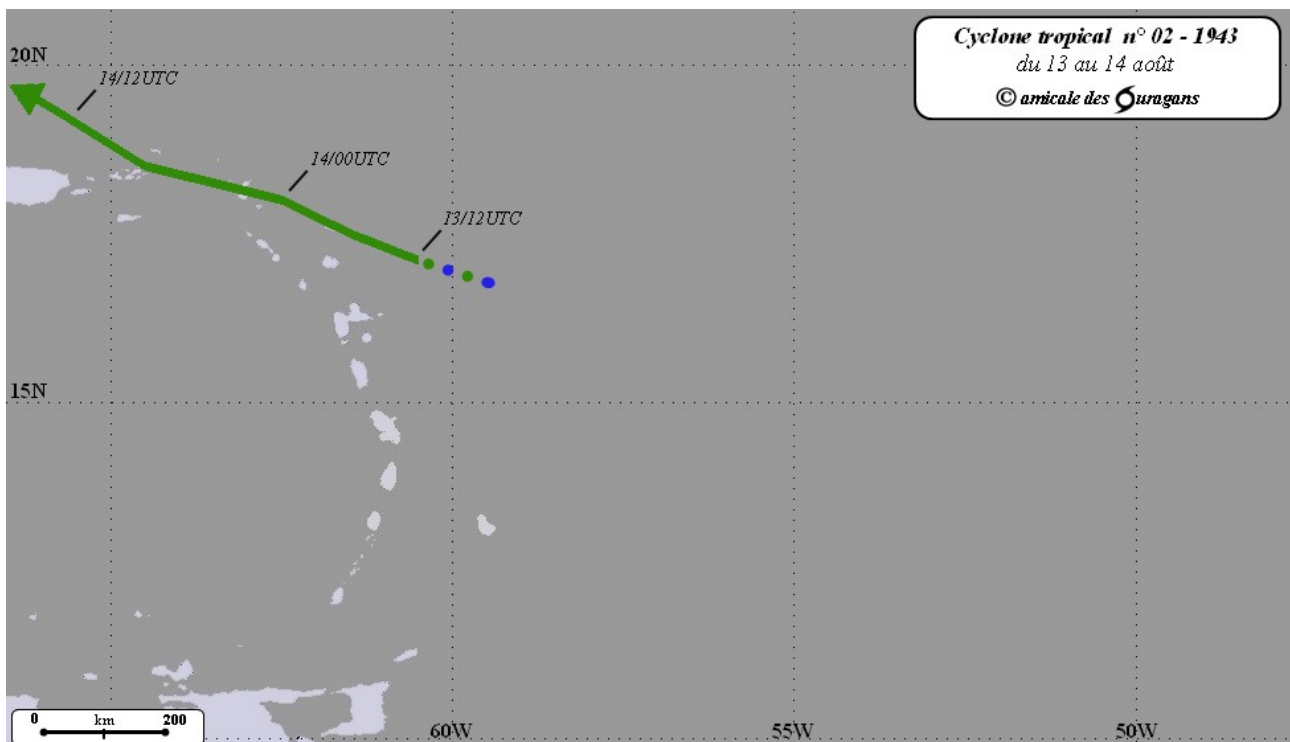 Cyclone tropical n° 02 - 1943
du 13 au 14 août
© amicale des Ouragans
20N
14/12UTC
14/00UTC
13/12UTC
15N
0 km 200
60W
55W
50W